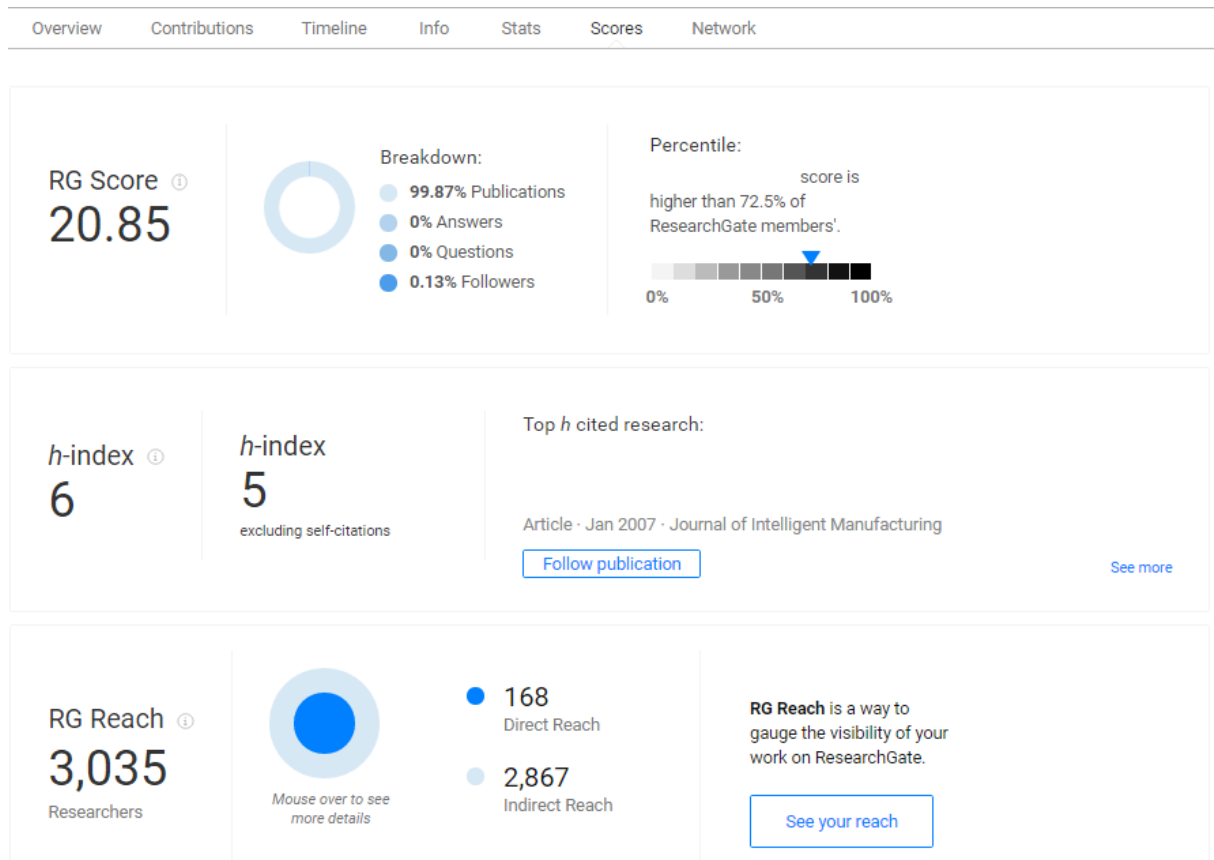 Overview Contributions Timeline Info Stats Scores Network
RG Score
20.85
Breakdown:
99.87% Publications
0% Answers
0% Questions
0.13% Followers
Percentile:
score is
higher than 72.5% of
ResearchGate members'.
0% 50% 100%
h-index
6
h-index
5
excluding self-citations
Top h cited research:
Article · Jan 2007 · Journal of Intelligent Manufacturing
Follow publication
See more
RG Reach
3,035
Researchers
Mouse over to see
more details
168
Direct Reach
2,867
Indirect Reach
RG Reach is a way to
gauge the visibility of your
work on ResearchGate.
See your reach